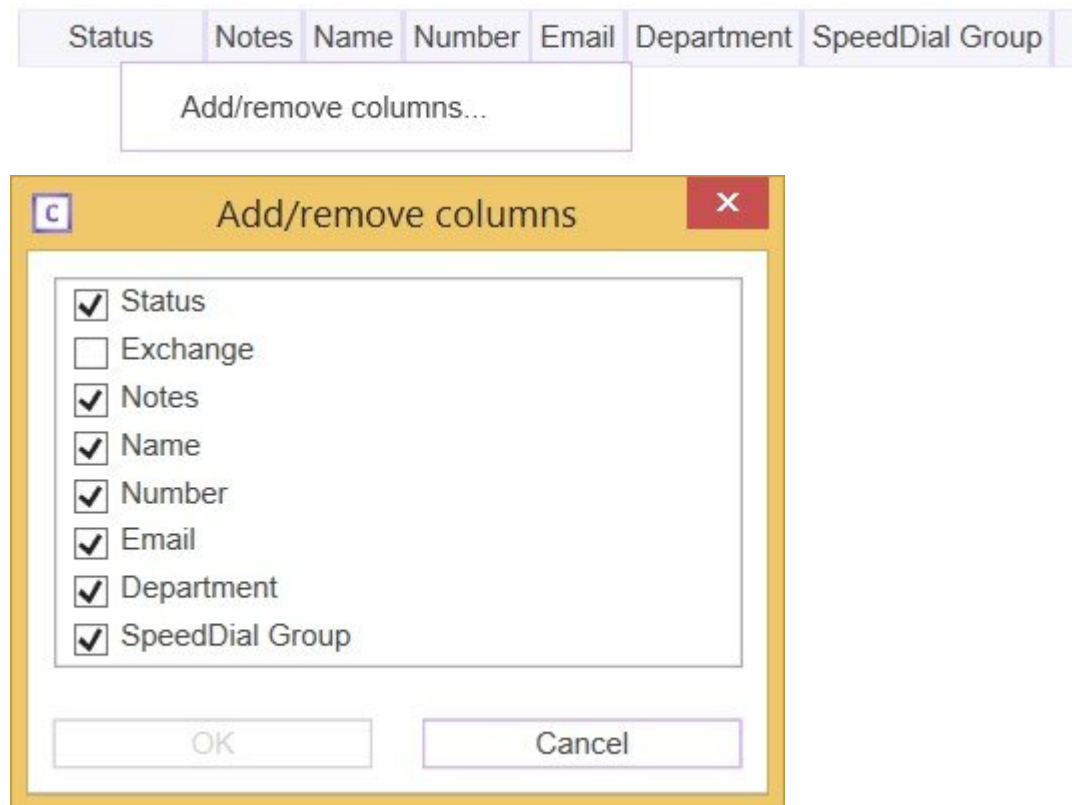 Status Notes Name Number Email Department SpeedDial Group
Add/remove columns...
C Add/remove columns ×
Status
Exchange
Notes
Name
Number
Email
Department
SpeedDial Group
OK Cancel